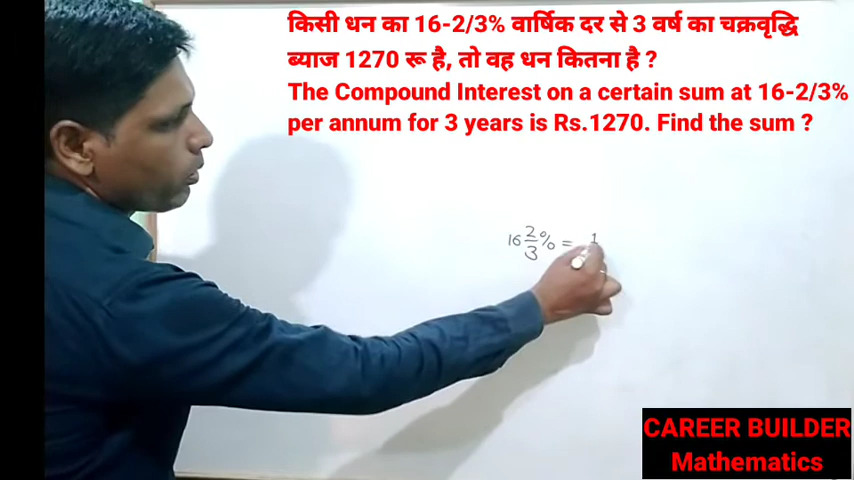 किसी धन का 16-2/3% वार्षिक दर से 3 वर्ष का चक्रवृद्धि
ब्याज 1270 रू है, तो वह धन कितना है ?
The Compound Interest on a certain sum at 16-2/3%
per annum for 3 years is Rs.1270. Find the sum ?
16 2/3 % = 1
CAREER BUILDER
Mathematics